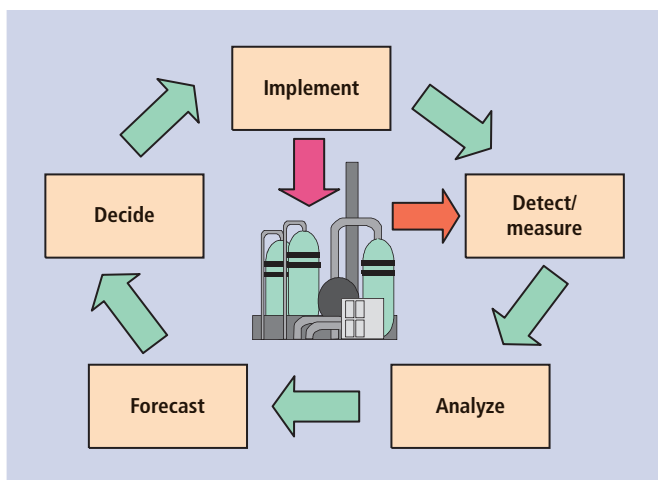 Implement
Detect/
measure
Analyze
Forecast
Decide